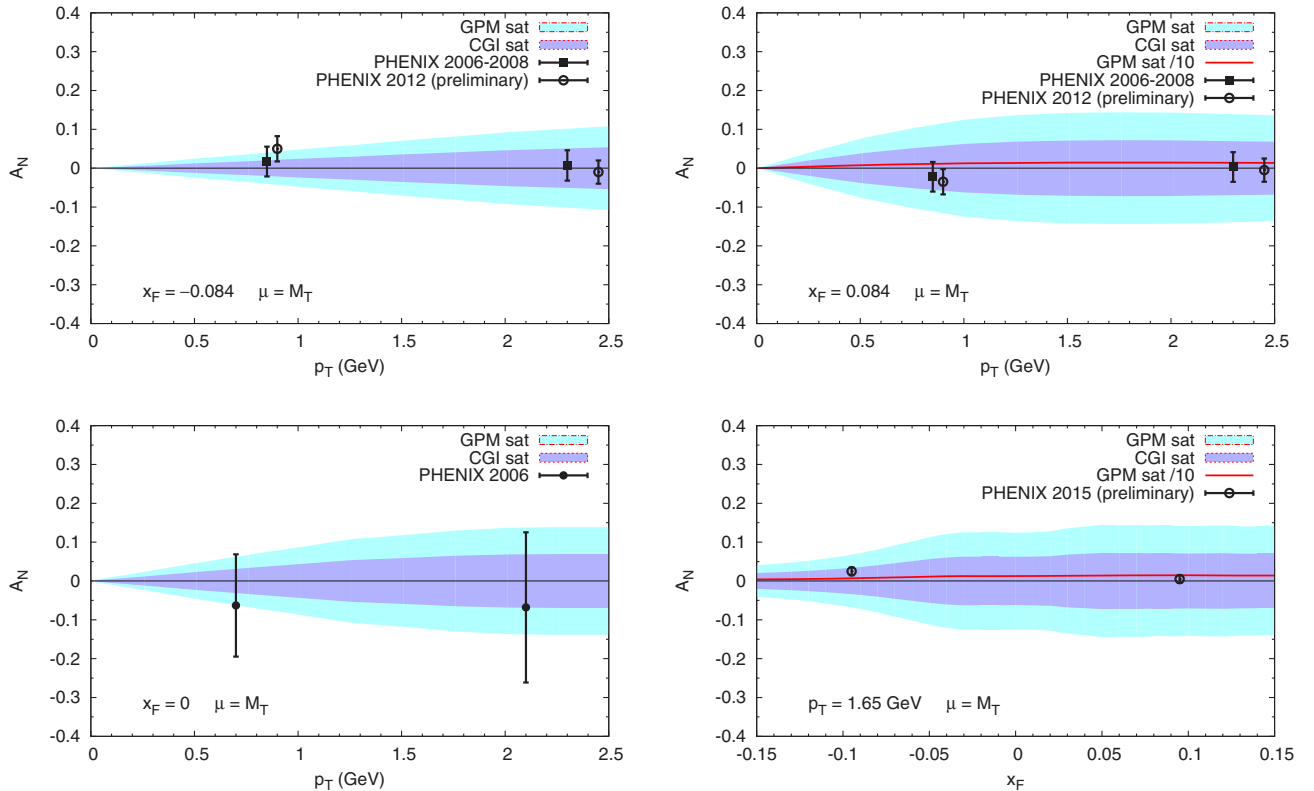 GPM sat
CGI sat
PHENIX 2006-2008
PHENIX 2012 (preliminary)
0.4
0.3
0.2
0.1
0
-0.1
-0.2
-0.3
-0.4
A_N
x_F = −0.084 μ = M_T
0 0.5 1 1.5 2 2.5
p_T (GeV)
GPM sat
CGI sat
GPM sat /10
PHENIX 2006-2008
PHENIX 2012 (preliminary)
0.4
0.3
0.2
0.1
0
-0.1
-0.2
-0.3
-0.4
A_N
x_F = 0.084 μ = M_T
0 0.5 1 1.5 2 2.5
p_T (GeV)
GPM sat
CGI sat
PHENIX 2006
0.4
0.3
0.2
0.1
0
-0.1
-0.2
-0.3
-0.4
A_N
x_F = 0 μ = M_T
0 0.5 1 1.5 2 2.5
p_T (GeV)
GPM sat
CGI sat
GPM sat /10
PHENIX 2015 (preliminary)
0.4
0.3
0.2
0.1
0
-0.1
-0.2
-0.3
-0.4
A_N
p_T = 1.65 GeV μ = M_T
-0.15 -0.1 -0.05 0 0.05 0.1 0.15
x_F